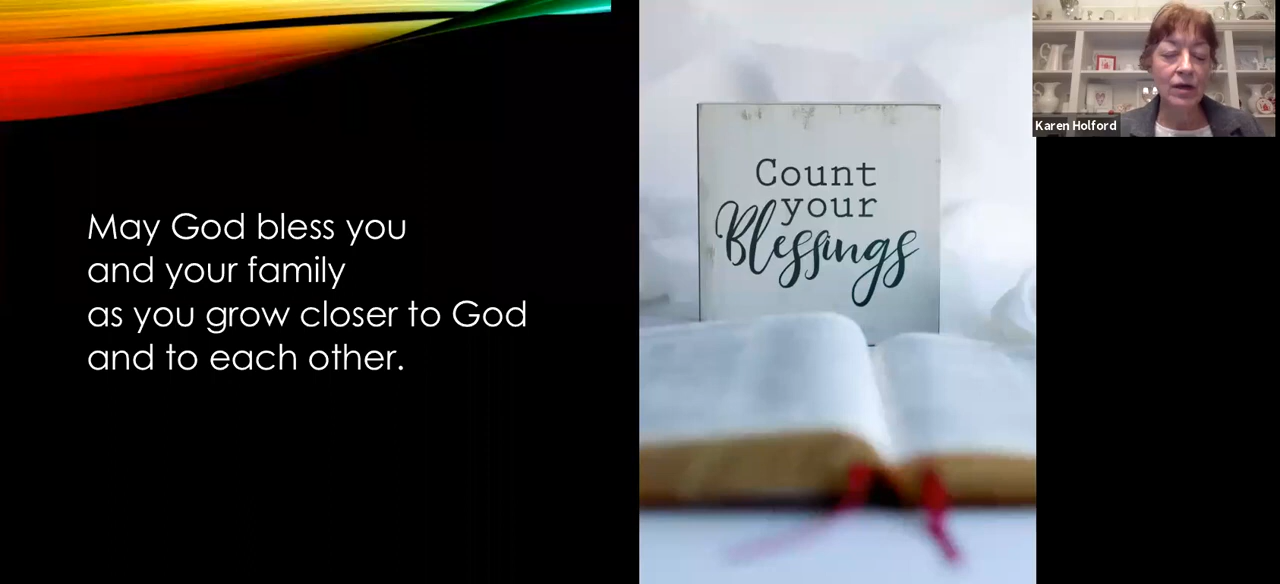 May God bless you
and your family
as you grow closer to God
and to each other.
Count
your
Blessings
Karen Holford